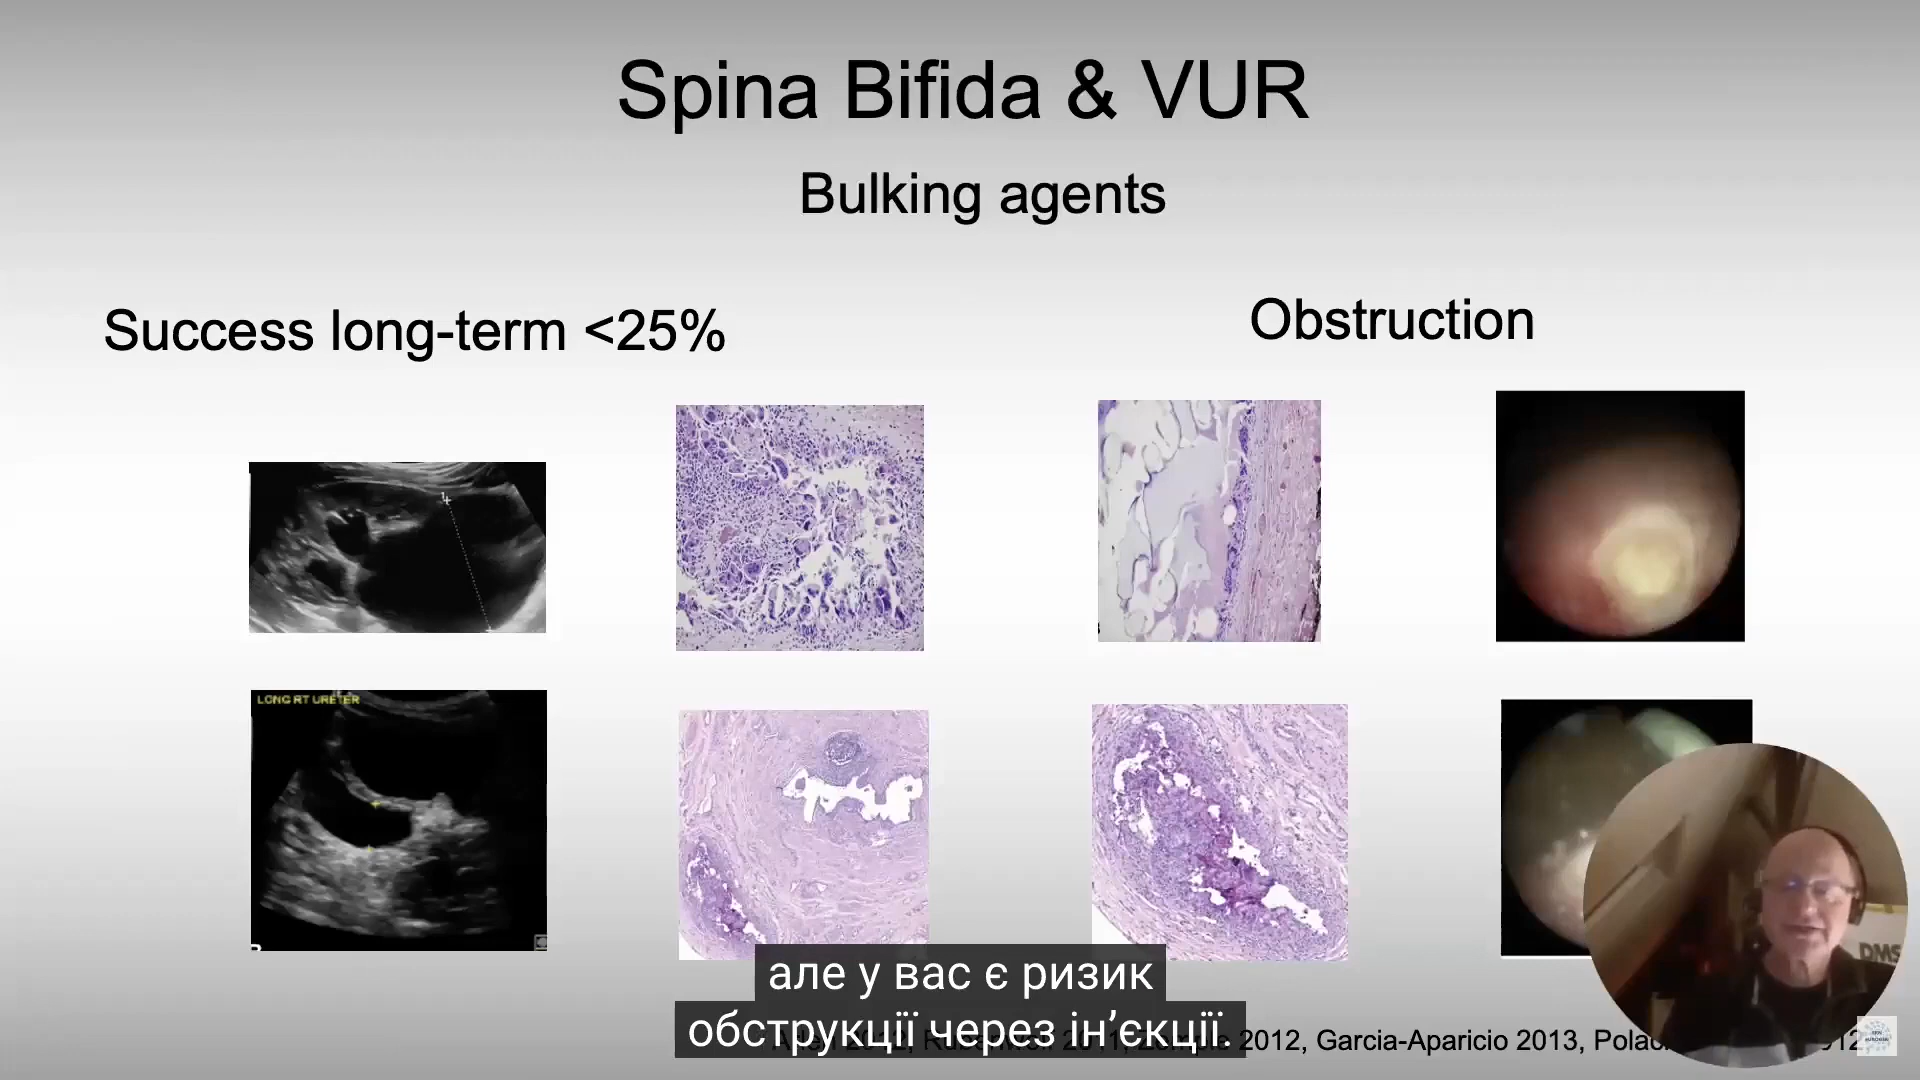 Spina Bifida & VUR
Bulking agents
Success long-term <25%
Obstruction
LONG RT URETER
DMS
але у вас є ризик
обструкції через ін’єкції.
2012, Garcia-Aparicio 2013,